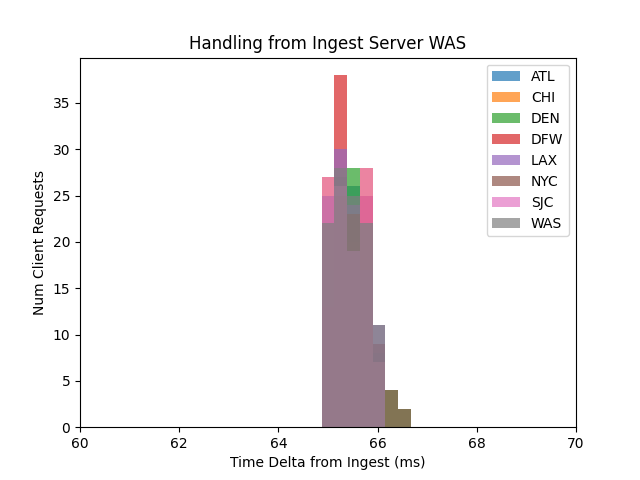 Handling from Ingest Server WAS
Num Client Requests
35
30
25
20
15
10
5
0
60 62 64 66 68 70
Time Delta from Ingest (ms)
ATL
CHI
DEN
DFW
LAX
NYC
SJC
WAS